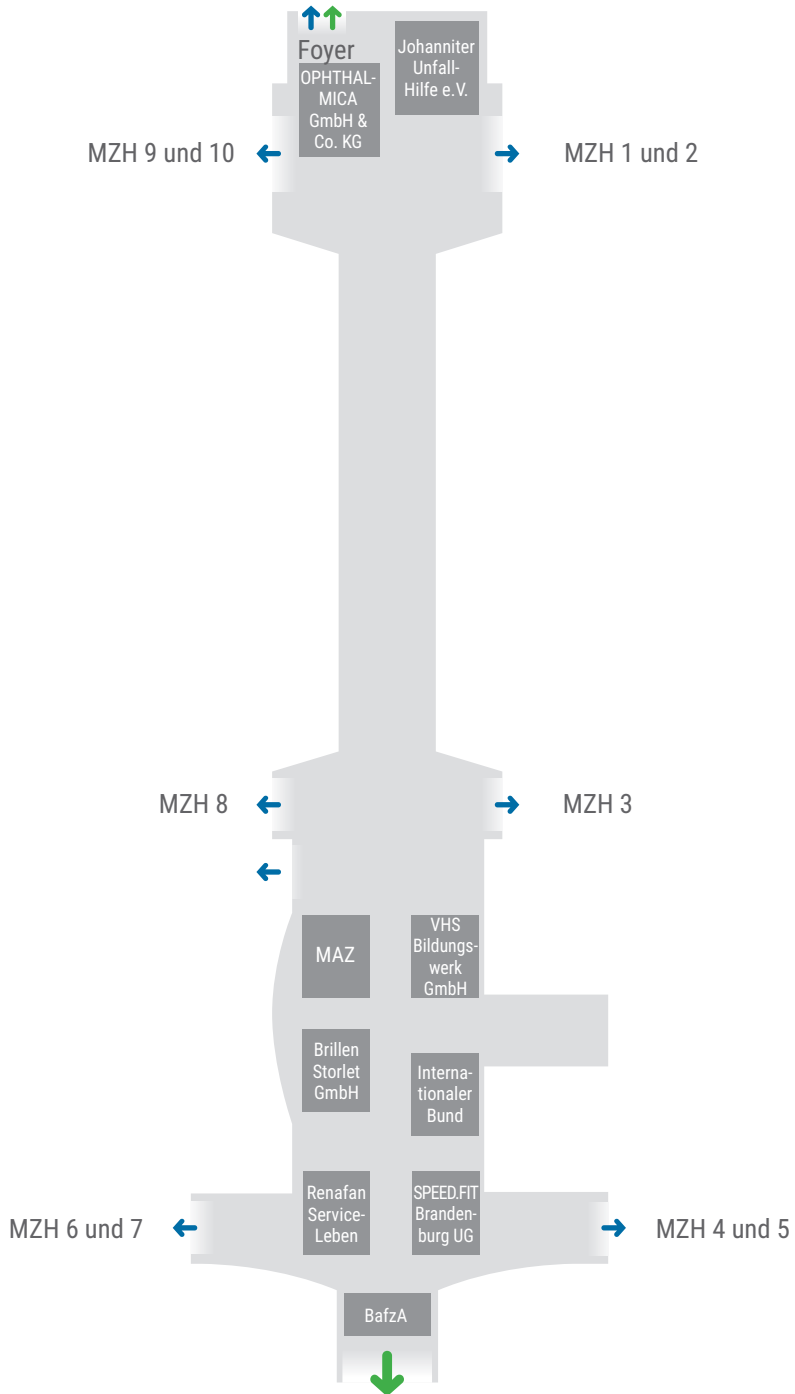 Foyer
OPHTHAL-
MICA
GmbH &
Co. KG
Johanniter
Unfall-
Hilfe e.V.
MZH 9 und 10
MZH 1 und 2
MZH 8
MZH 3
MAZ
VHS
Bildungs-
werk
GmbH
Brillen
Storlet
GmbH
Interna-
tionaler
Bund
Renafan
Service-
Leben
SPEED.FIT
Branden-
burg UG
MZH 6 und 7
MZH 4 und 5
BafzA